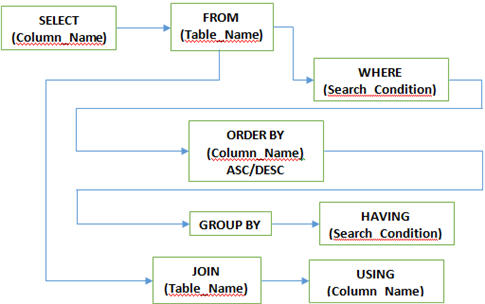 SELECT
(Column_Name)
FROM
(Table_Name)
WHERE
(Search_Condition)
ORDER BY
(Column_Name)
ASC/DESC
GROUP BY
HAVING
(Search_Condition)
JOIN
(Table_Name)
USING
(Column_Name)